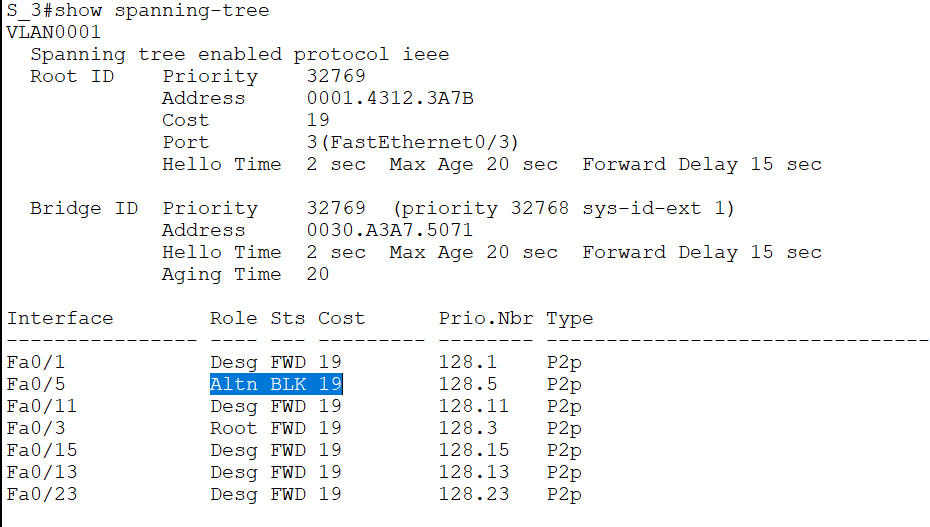 S_3#show spanning-tree
VLAN0001
  Spanning tree enabled protocol ieee
  Root ID    Priority    32769
             Address     0001.4312.3A7B
             Cost        19
             Port        3(FastEthernet0/3)
             Hello Time  2 sec  Max Age 20 sec  Forward Delay 15 sec

  Bridge ID  Priority    32769  (priority 32768 sys-id-ext 1)
             Address     0030.A3A7.5071
             Hello Time  2 sec  Max Age 20 sec  Forward Delay 15 sec
             Aging Time  20

Interface        Role Sts Cost      Prio.Nbr Type
---------------- ---- --- --------- -------- --------------------------------
Fa0/1            Desg FWD 19        128.1    P2p
Fa0/5            Altn BLK 19        128.5    P2p
Fa0/11           Desg FWD 19        128.11   P2p
Fa0/3            Root FWD 19        128.3    P2p
Fa0/15           Desg FWD 19        128.15   P2p
Fa0/13           Desg FWD 19        128.13   P2p
Fa0/23           Desg FWD 19        128.23   P2p